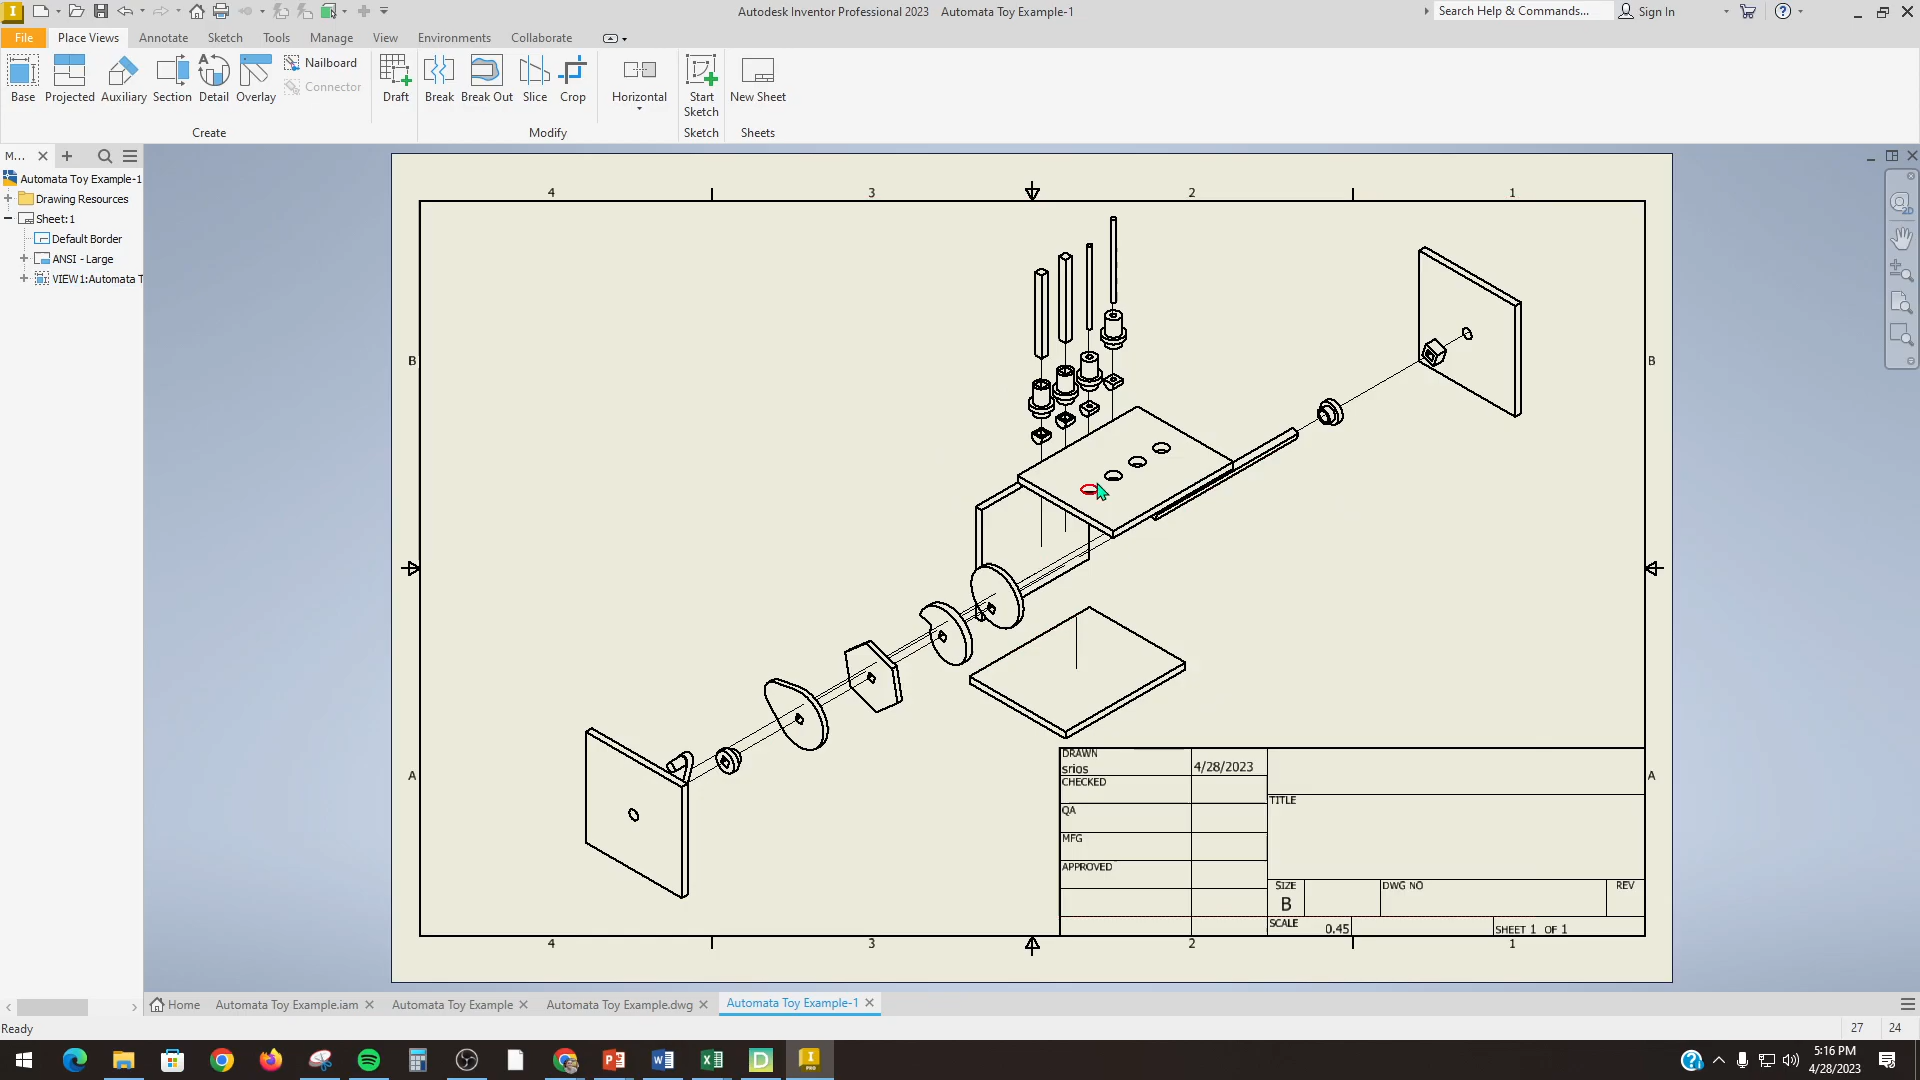 Autodesk Inventor Professional 2023 Automata Toy Example-1
Search Help & Commands...
Sign In
File
Place Views
Annotate
Sketch
Tools
Manage
View
Environments
Collaborate
Base
Projected
Auxiliary
Section
Detail
Overlay
Nailboard
Connector
Draft
Break
Break Out
Slice
Crop
Horizontal
Start Sketch
New Sheet
Create
Modify
Sketch
Sheets
M...
Automata Toy Example-1
Drawing Resources
Sheet:1
Default Border
ANSI - Large
VIEW1:Automata T
4 3 2 1
B B
A A
DRAWN
srios
4/28/2023
CHECKED
QA
MFG
APPROVED
TITLE
SIZE
B
DWG NO
REV
SCALE
0.45
SHEET 1 OF 1
4 3 2 1
Home
Automata Toy Example.iam
Automata Toy Example
Automata Toy Example.dwg
Automata Toy Example-1
Ready
27
24
5:16 PM
4/28/2023